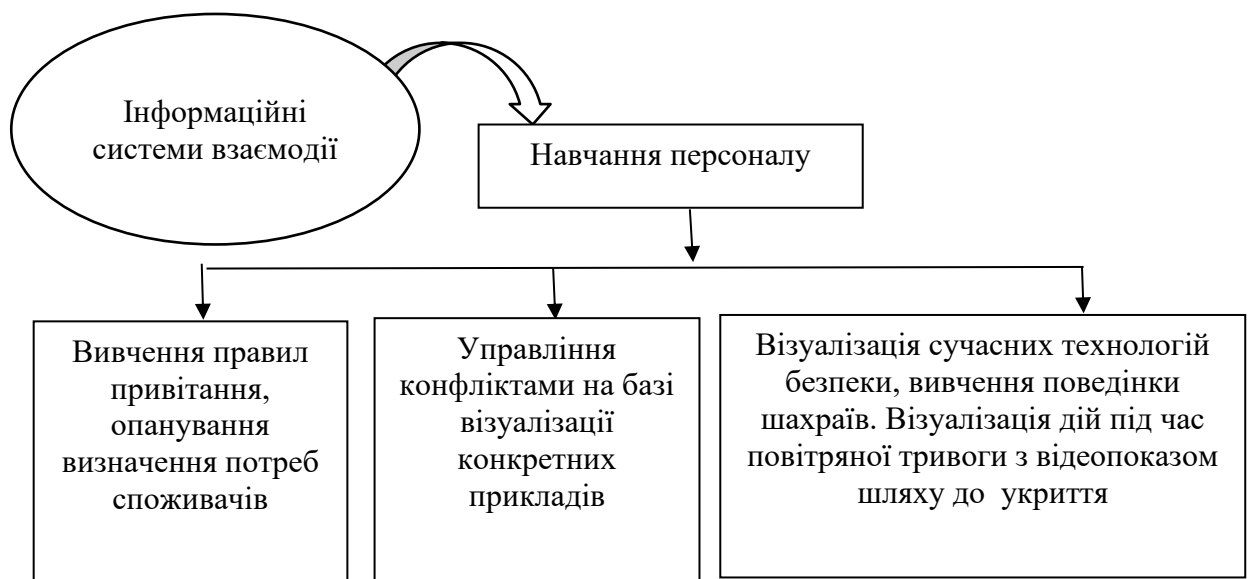 Інформаційні
системи взаємодії
Навчання персоналу
Вивчення правил
привітання,
опанування
визначення потреб
споживачів
Управління
конфліктами на базі
візуалізації
конкретних
прикладів
Візуалізація сучасних технологій
безпеки, вивчення поведінки
шахраїв. Візуалізація дій під час
повітряної тривоги з відеопоказом
шляху до укриття